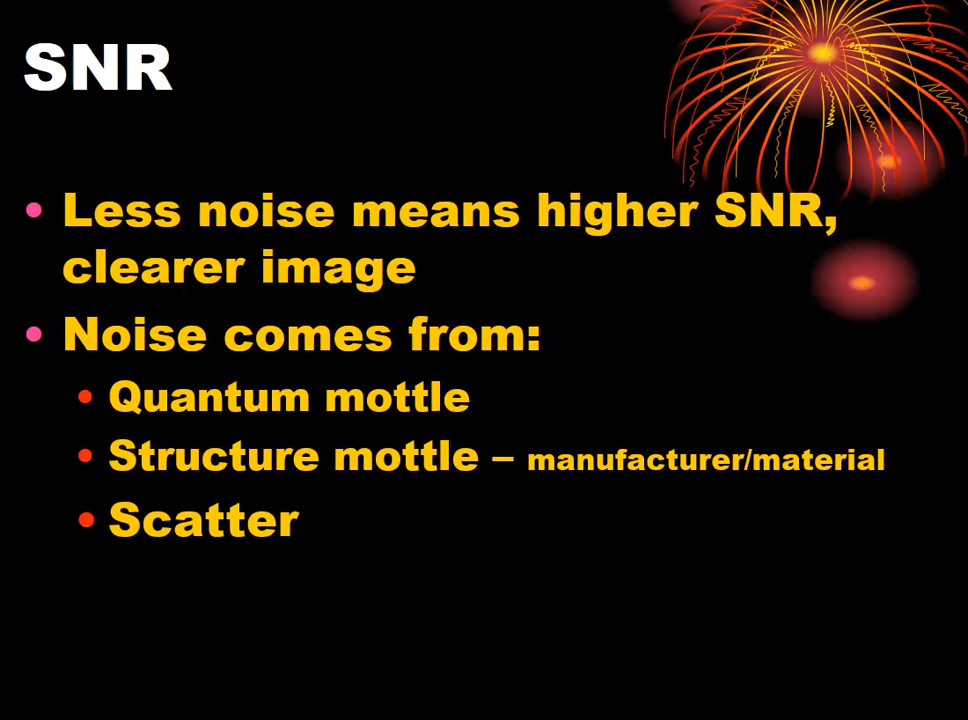 SNR
• Less noise means higher SNR,
clearer image
• Noise comes from:
• Quantum mottle
• Structure mottle – manufacturer/material
• Scatter